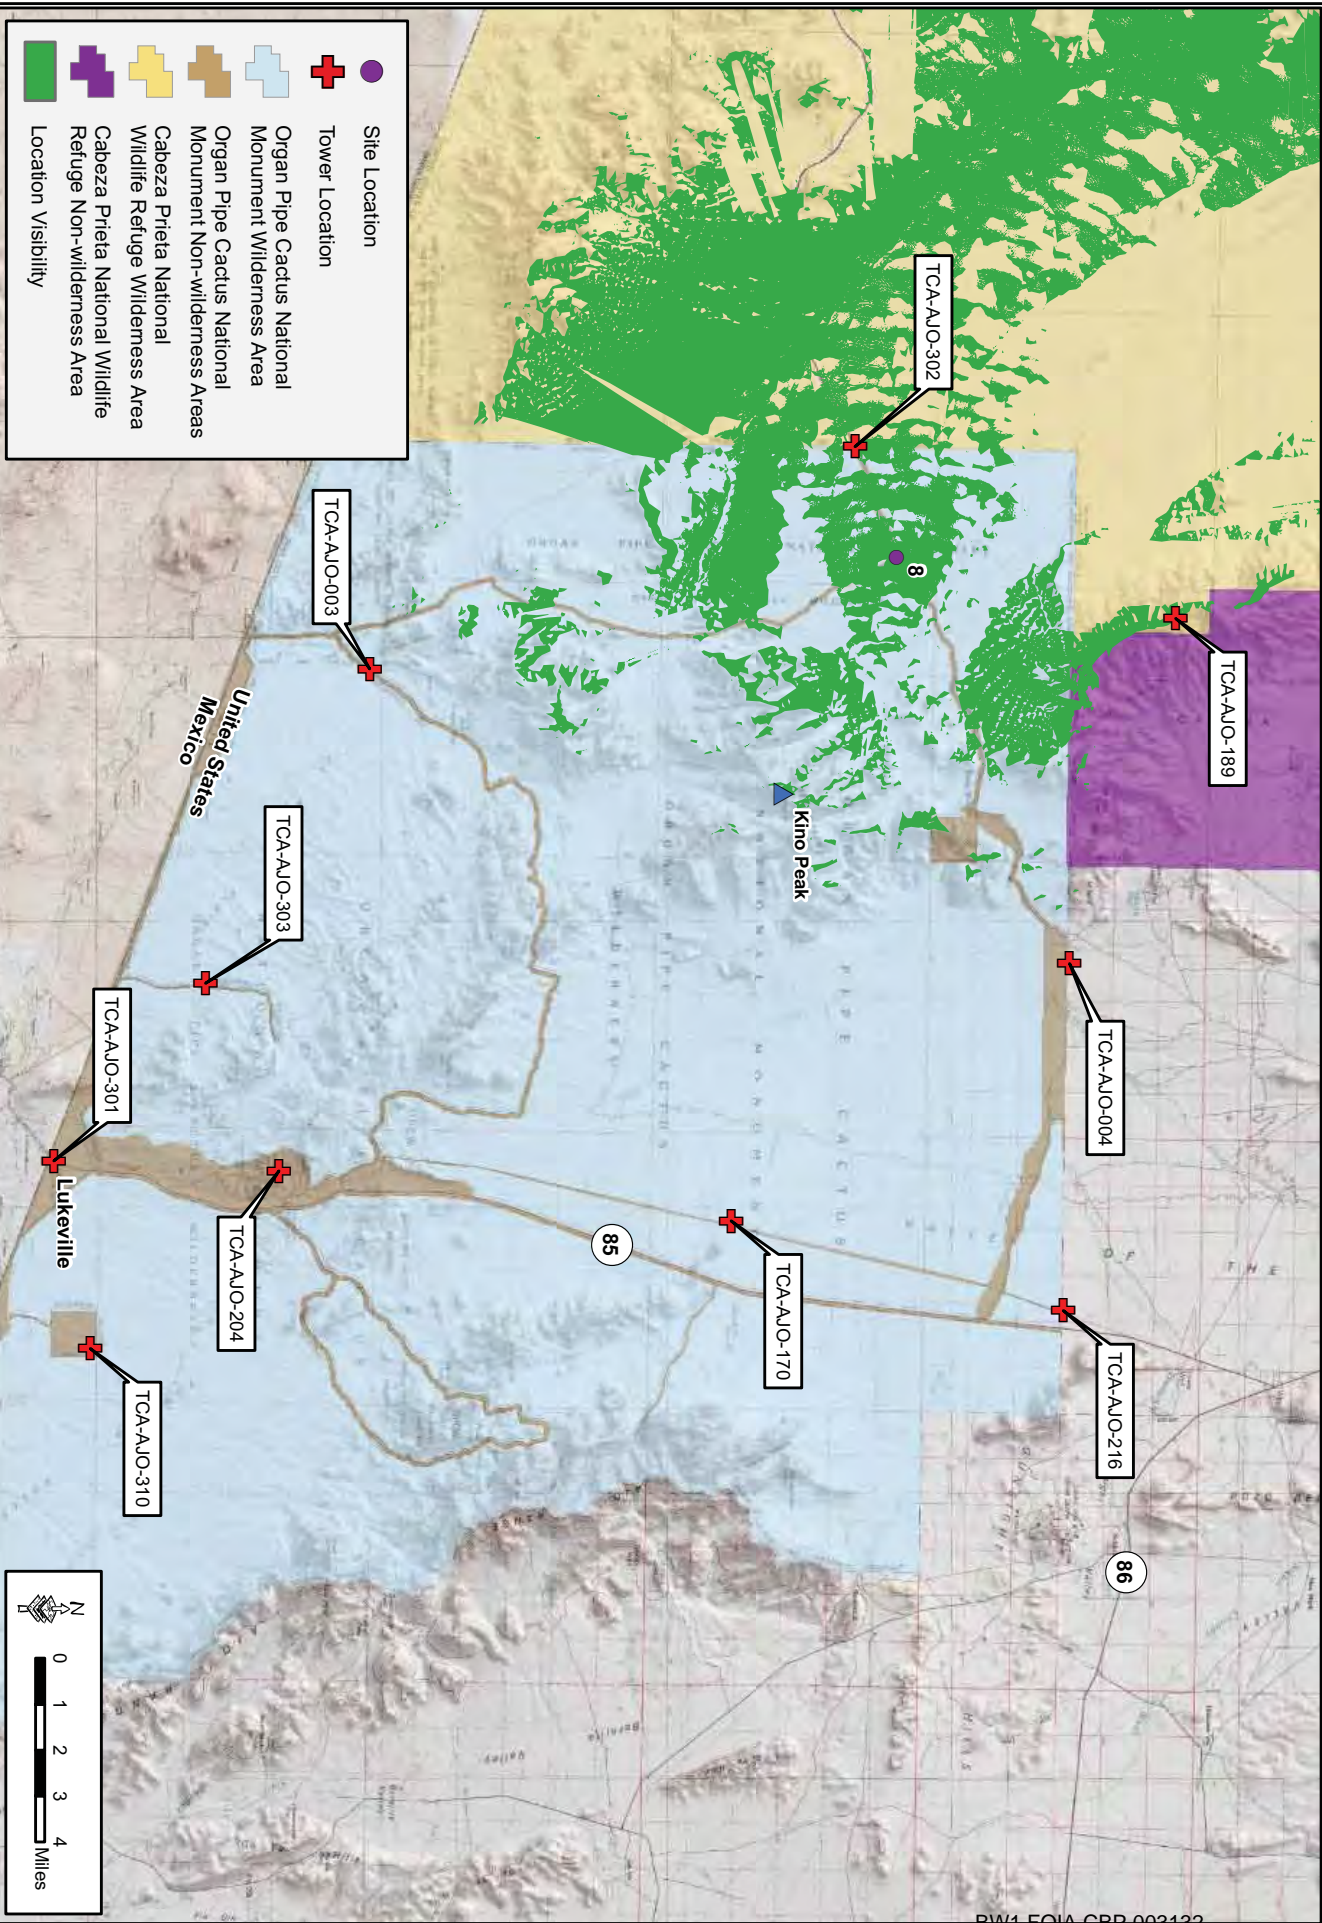 TCA-AJO-302
TCA-AJO-189
8
TCA-AJO-003
Kino Peak
TCA-AJO-004
United States
Mexico
TCA-AJO-303
TCA-AJO-301
Lukeville
TCA-AJO-204
85
TCA-AJO-170
TCA-AJO-216
TCA-AJO-310
86
Site Location
Tower Location
Organ Pipe Cactus National
Monument Wilderness Area
Organ Pipe Cactus National
Monument Non-wilderness Areas
Cabeza Prieta National
Wildlife Refuge Wilderness Area
Cabeza Prieta National Wildlife
Refuge Non-wilderness Area
Location Visibility
N
0 1 2 3 4
Miles
BW1 FOIA CBP 003132